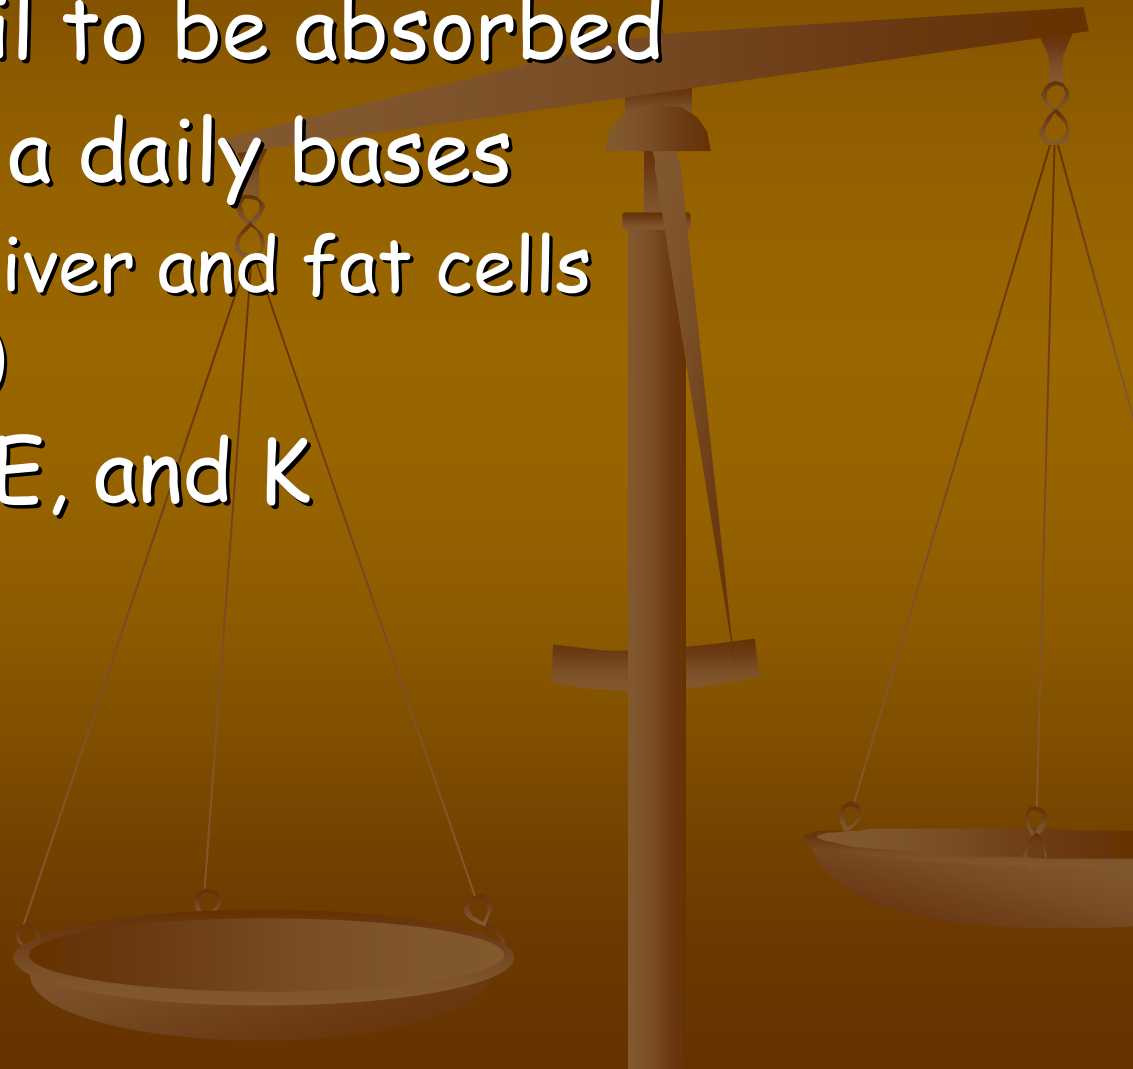 il to be absorbed
a daily bases
iver and fat cells
)
E, and K